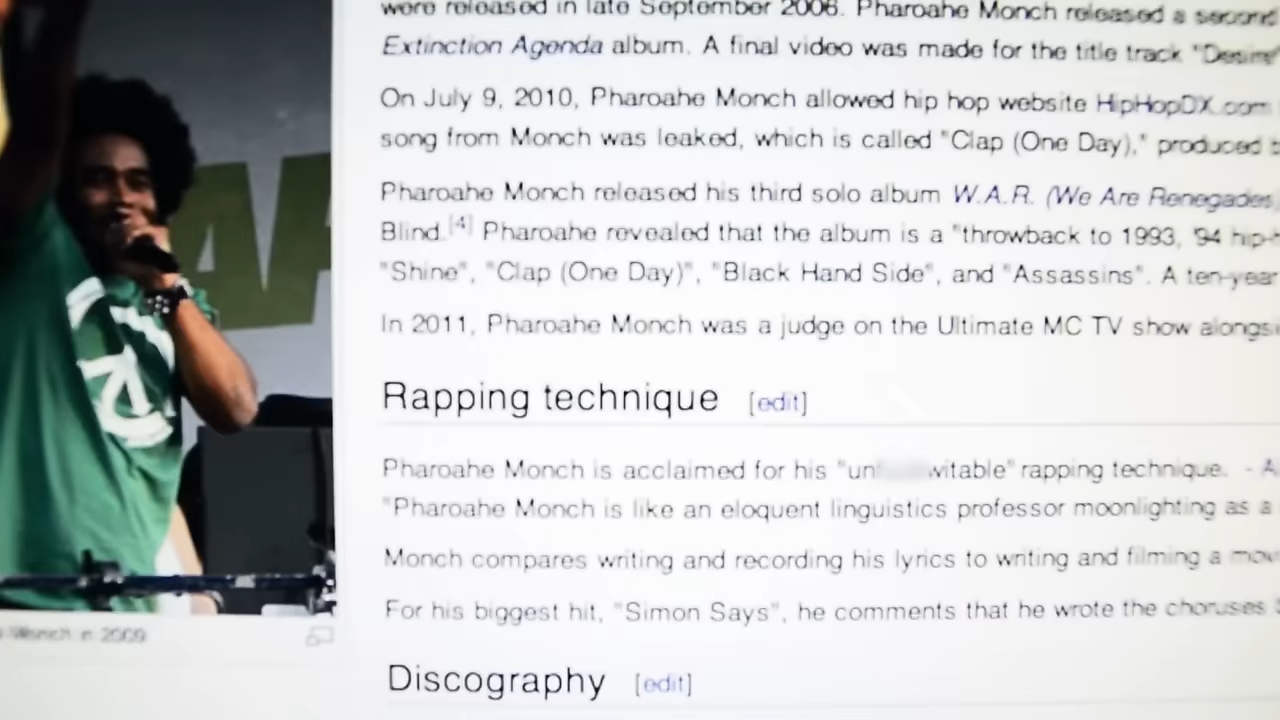 were released in late September 2006. Pharoahe Monch released a second
Extinction Agenda album. A final video was made for the title track "Desire"
On July 9, 2010, Pharoahe Monch allowed hip hop website HipHopDX.com
song from Monch was leaked, which is called "Clap (One Day)," produced
Pharoahe Monch released his third solo album W.A.R. (We Are Renegades
Blind.[4] Pharoahe revealed that the album is a "throwback to 1993, '94 hip-
"Shine", "Clap (One Day)", "Black Hand Side", and "Assassins". A ten-year
In 2011, Pharoahe Monch was a judge on the Ultimate MC TV show
Rapping technique [edit]
Pharoahe Monch is acclaimed for his rapping technique. -
"Pharoahe Monch is like an eloquent linguistics professor moonlighting as a
Monch compares writing and recording his lyrics to writing and filming a
For his biggest hit, "Simon Says", he comments that he wrote the choruses
Monch in 2009
Discography [edit]